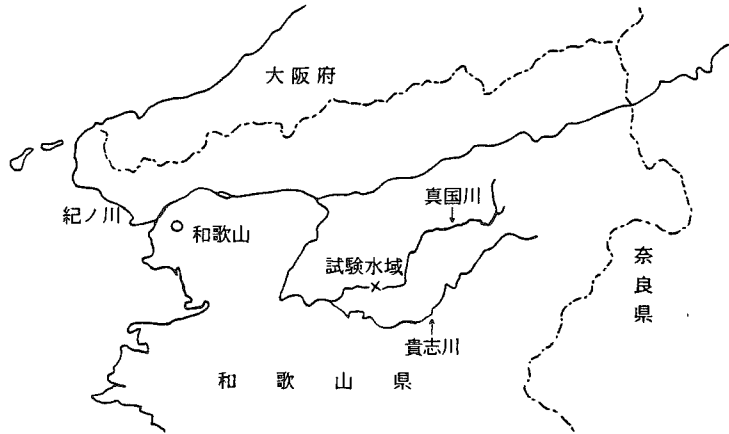 大阪府
真国川
紀ノ川
和歌山
試験水域
奈良県
貴志川
和歌山県